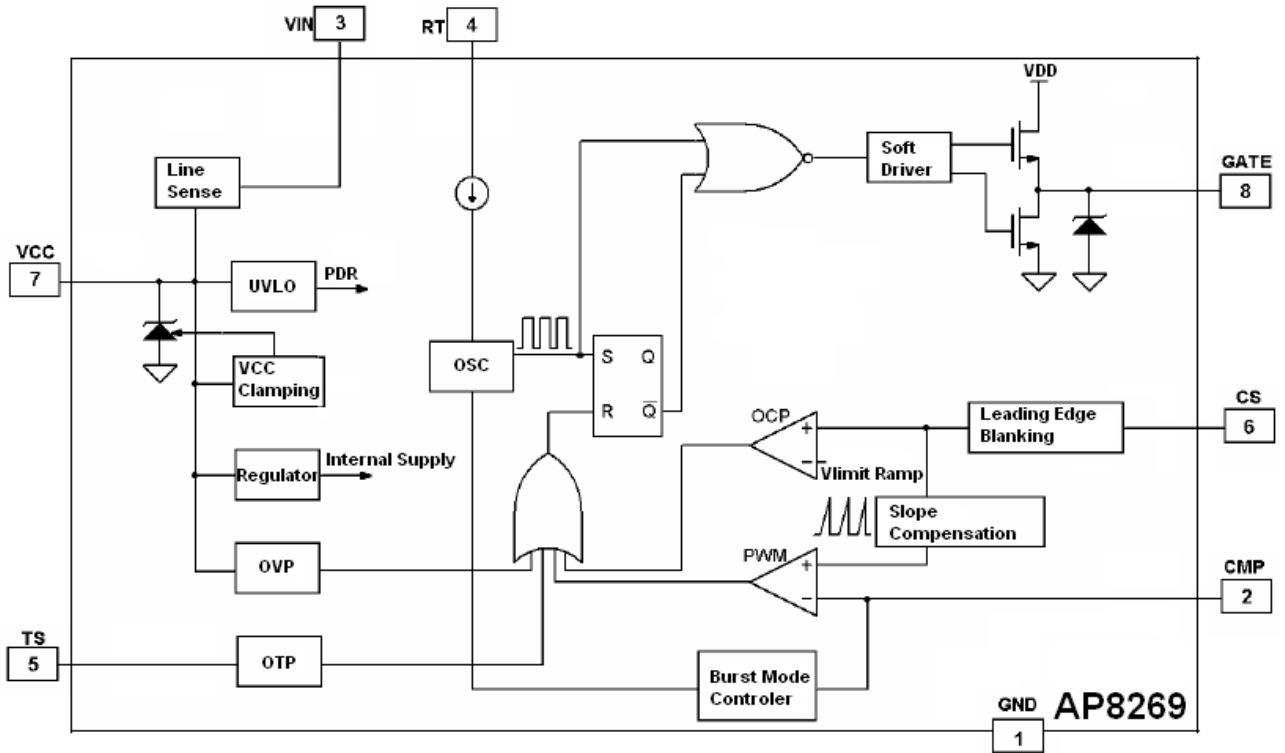 VIN
3
RT
4
VDD
Line
Sense
Soft
Driver
GATE
8
VCC
7
UVLO
PDR
OSC
S
Q
R
Q̅
VCC
Clamping
OCP
+
−
Leading Edge
Blanking
CS
6
Regulator
Internal Supply
Vlimit Ramp
Slope
Compensation
OVP
PWM
+
−
CMP
2
TS
5
OTP
Burst Mode
Controler
GND
1
AP8269